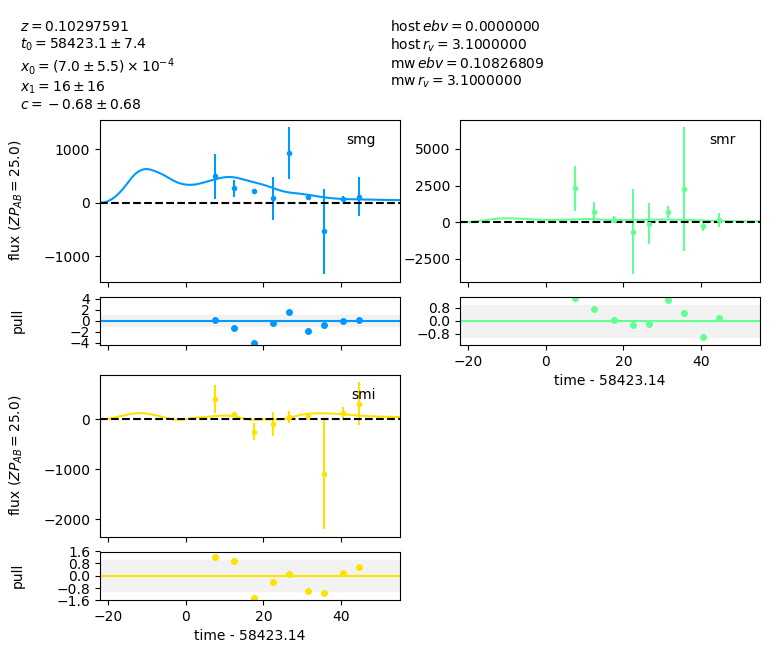 z = 0.10297591
t₀ = 58423.1 ± 7.4
x₀ = (7.0 ± 5.5) × 10⁻⁴
x₁ = 16 ± 16
c = −0.68 ± 0.68
host ebv = 0.0000000
host r_v = 3.1000000
mw ebv = 0.10826809
mw r_v = 3.1000000
flux (ZP_AB = 25.0)
1000
0
−1000
smg
5000
2500
0
−2500
smr
pull
4
2
0
−2
−4
0.8
0.0
−0.8
−20
0
20
40
time - 58423.14
flux (ZP_AB = 25.0)
0
−1000
−2000
smi
pull
1.6
0.8
0.0
−0.8
−1.6
−20
0
20
40
time - 58423.14